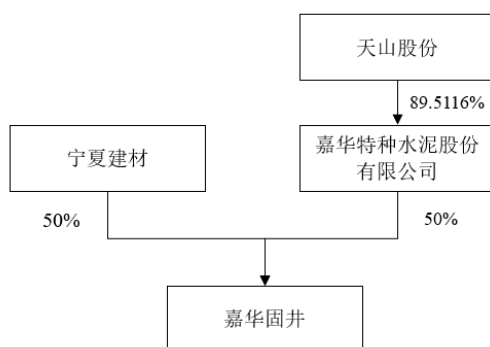 天山股份
89.5116%
宁夏建材
嘉华特种水泥股份
有限公司
50%
50%
嘉华固井